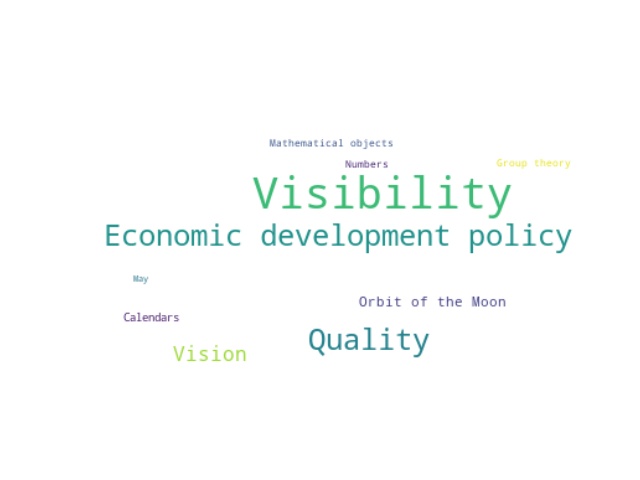 Mathematical objects
Numbers
Group theory
Visibility
Economic development policy
May
Orbit of the Moon
Calendars
Quality
Vision